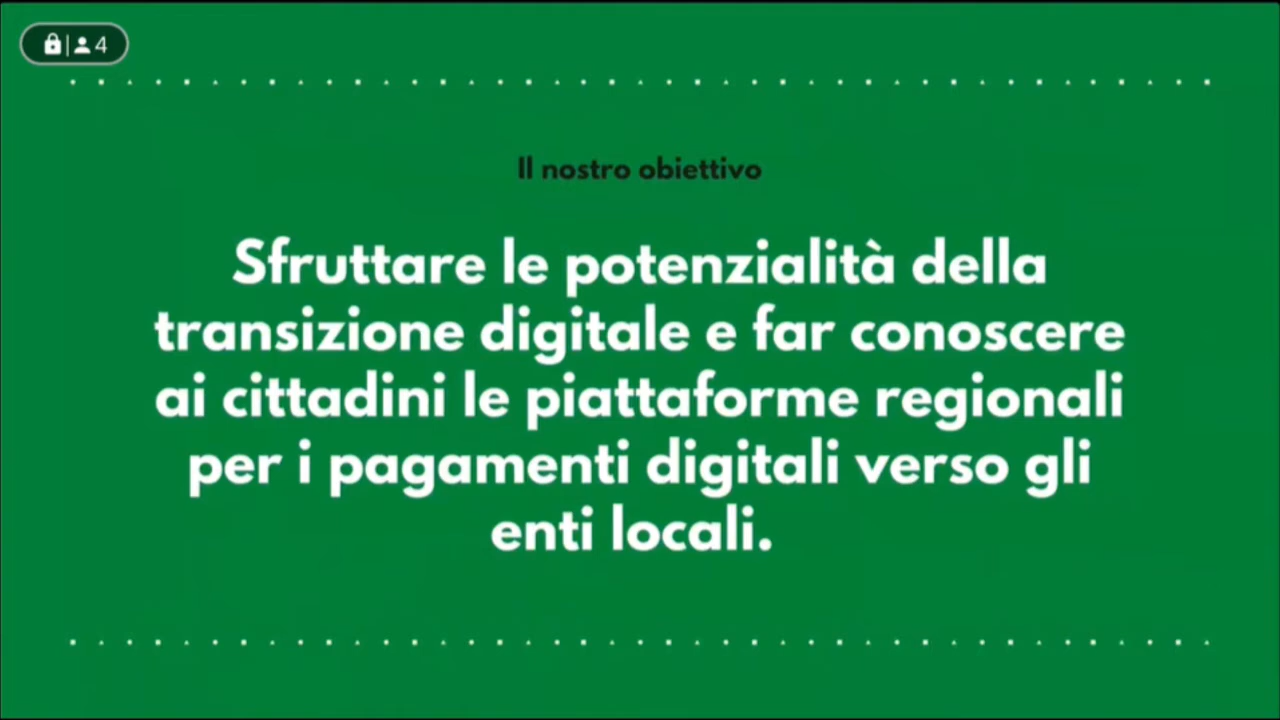 4
Il nostro obiettivo
Sfruttare le potenzialità della
transizione digitale e far conoscere
ai cittadini le piattaforme regionali
per i pagamenti digitali verso gli
enti locali.